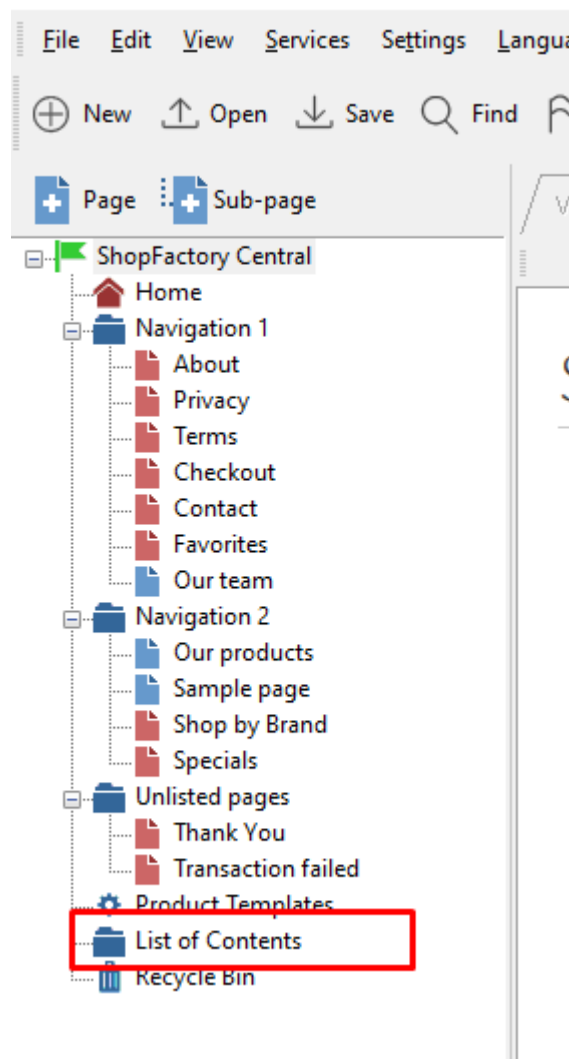 File Edit View Services Settings
New Open Save Find
Page Sub-page
ShopFactory Central
Home
Navigation 1
About
Privacy
Terms
Checkout
Contact
Favorites
Our team
Navigation 2
Our products
Sample page
Shop by Brand
Specials
Unlisted pages
Thank You
Transaction failed
Product Templates
List of Contents
Recycle Bin